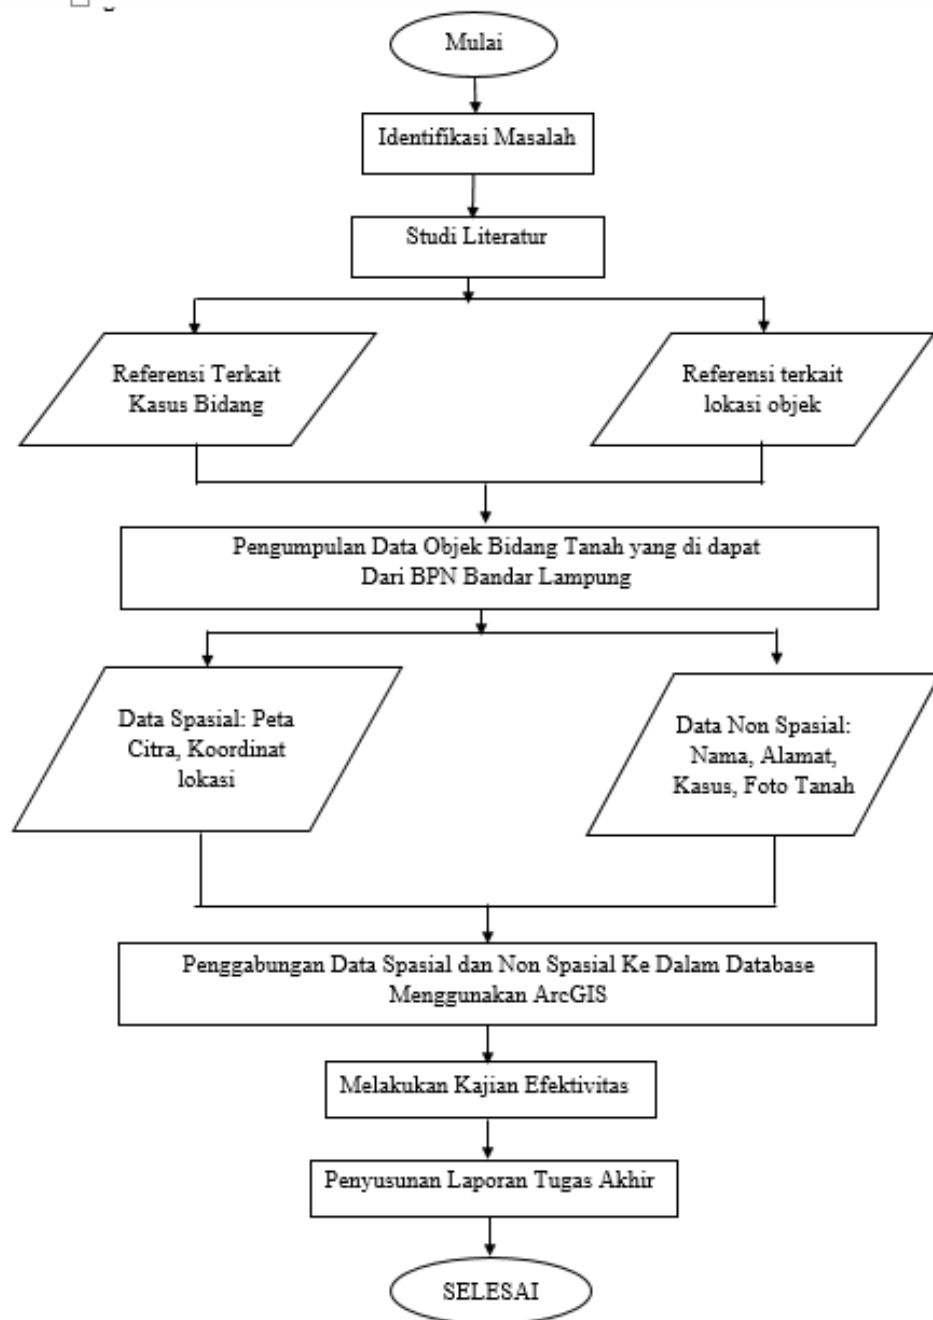 Mulai
Identifikasi Masalah
Studi Literatur
Referensi Terkait
Kasus Bidang
Referensi terkait
lokasi objek
Pengumpulan Data Objek Bidang Tanah yang di dapat
Dari BPN Bandar Lampung
Data Spasial: Peta
Citra, Koordinat
lokasi
Data Non Spasial:
Nama, Alamat,
Kasus, Foto Tanah
Penggabungan Data Spasial dan Non Spasial Ke Dalam Database
Menggunakan ArcGIS
Melakukan Kajian Efektivitas
Penyusunan Laporan Tugas Akhir
SELESAI